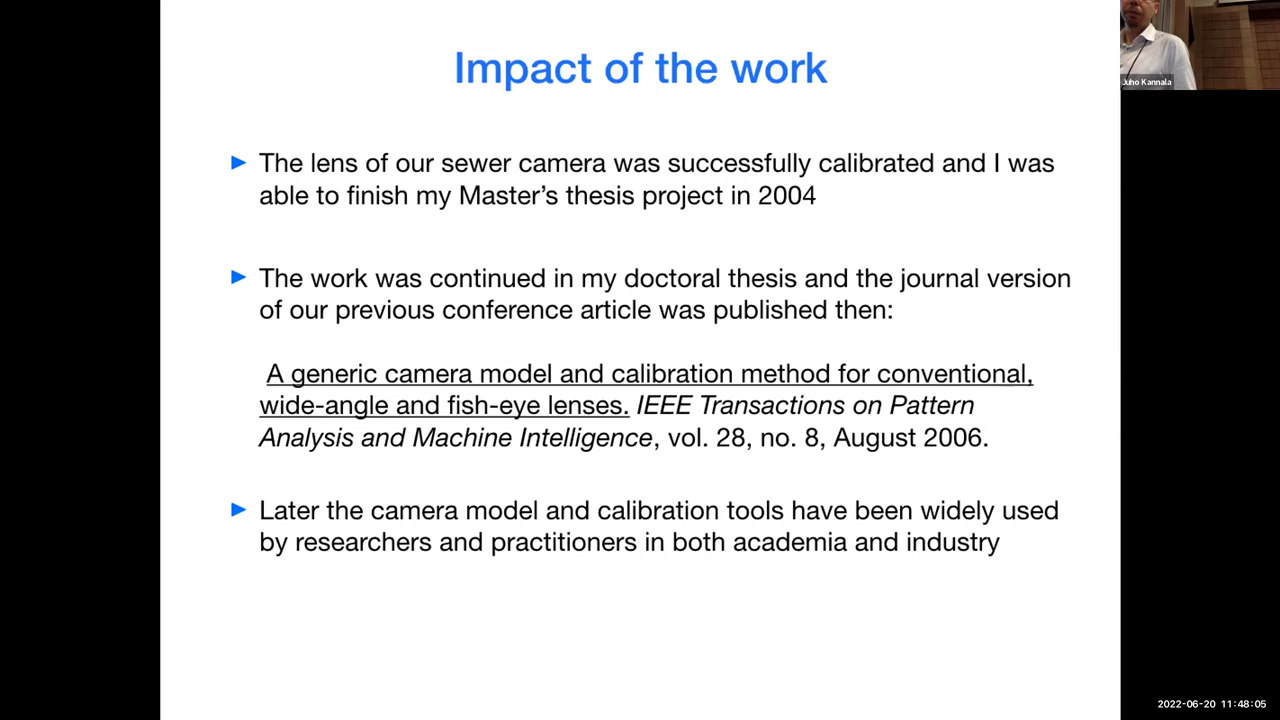 Impact of the work
The lens of our sewer camera was successfully calibrated and I was
able to finish my Master’s thesis project in 2004
The work was continued in my doctoral thesis and the journal version
of our previous conference article was published then:
A generic camera model and calibration method for conventional,
wide-angle and fish-eye lenses. IEEE Transactions on Pattern
Analysis and Machine Intelligence, vol. 28, no. 8, August 2006.
Later the camera model and calibration tools have been widely used
by researchers and practitioners in both academia and industry
Juho Kannala
2022-06-20 11:48:05